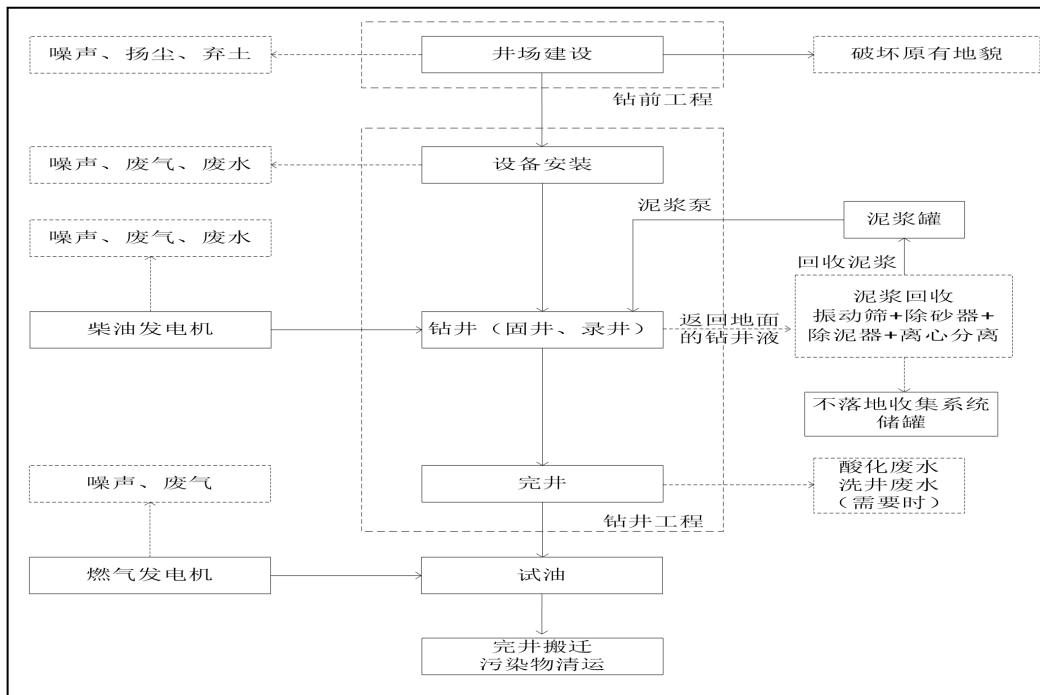 噪声、扬尘、弃土
井场建设
破坏原有地貌
钻前工程
噪声、废气、废水
设备安装
泥浆泵
泥浆罐
噪声、废气、废水
回收泥浆
柴油发电机
钻井（固井、录井）
返回地面
的钻井液
泥浆回收
振动筛+除砂器+
除泥器+离心分离
不落地收集系统
储罐
噪声、废气
完井
酸化废水
洗井废水
（需要时）
钻井工程
燃气发电机
试油
完井搬迁
污染物清运